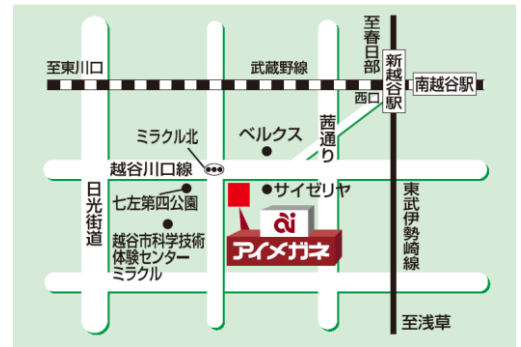 至春日部
至東川口
武蔵野線
新越谷駅
南越谷駅
西口
茜通り
ミラクル北
ベルクス
越谷川口線
日光街道
七左第四公園
サイゼリヤ
東武伊勢崎線
越谷市科学技術
体験センター
ミラクル
ai
アイメガネ
至浅草